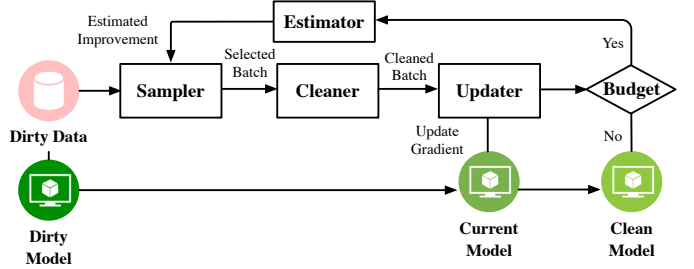 Estimated
Improvement
Estimator
Yes
Selected
Batch
Cleaned
Batch
Sampler
Cleaner
Updater
Budget
Dirty Data
Update
Gradient
No
Dirty
Model
Current
Model
Clean
Model